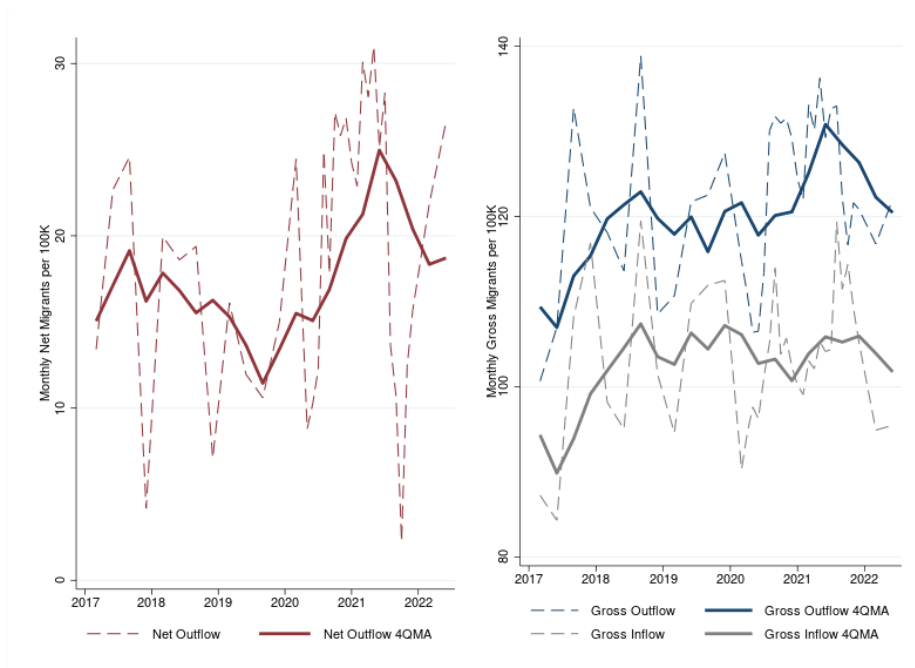 Monthly Net Migrants per 100K
30
20
10
0
2017 2018 2019 2020 2021 2022
Net Outflow Net Outflow 4QMA
Monthly Gross Migrants per 100K
140
120
100
80
2017 2018 2019 2020 2021 2022
Gross Outflow Gross Outflow 4QMA
Gross Inflow Gross Inflow 4QMA